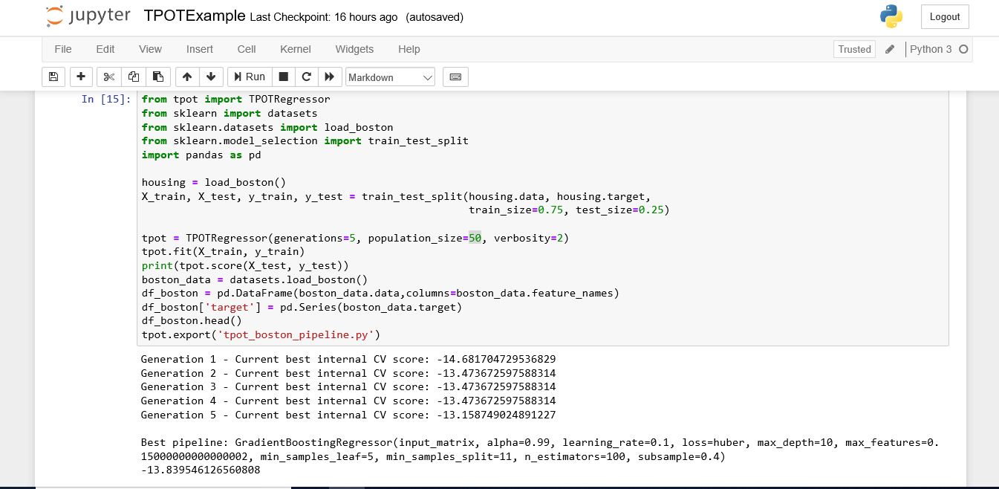 jupyter TPOTExample Last Checkpoint: 16 hours ago (autosaved)
Logout
File Edit View Insert Cell Kernel Widgets Help
Trusted Python 3
Run Markdown
In [15]: from tpot import TPOTRegressor
from sklearn import datasets
from sklearn.datasets import load_boston
from sklearn.model_selection import train_test_split
import pandas as pd
housing = load_boston()
X_train, X_test, y_train, y_test = train_test_split(housing.data, housing.target,
train_size=0.75, test_size=0.25)
tpot = TPOTRegressor(generations=5, population_size=50, verbosity=2)
tpot.fit(X_train, y_train)
print(tpot.score(X_test, y_test))
boston_data = datasets.load_boston()
df_boston = pd.DataFrame(boston_data.data,columns=boston_data.feature_names)
df_boston['target'] = pd.Series(boston_data.target)
df_boston.head()
tpot.export('tpot_boston_pipeline.py')
Generation 1 - Current best internal CV score: -14.681704729536829
Generation 2 - Current best internal CV score: -13.473672597588314
Generation 3 - Current best internal CV score: -13.473672597588314
Generation 4 - Current best internal CV score: -13.473672597588314
Generation 5 - Current best internal CV score: -13.158749024891227
Best pipeline: GradientBoostingRegressor(input_matrix, alpha=0.99, learning_rate=0.1, loss=huber, max_depth=10, max_features=0.
15000000000000002, min_samples_leaf=5, min_samples_split=11, n_estimators=100, subsample=0.4)
-13.839546126560808